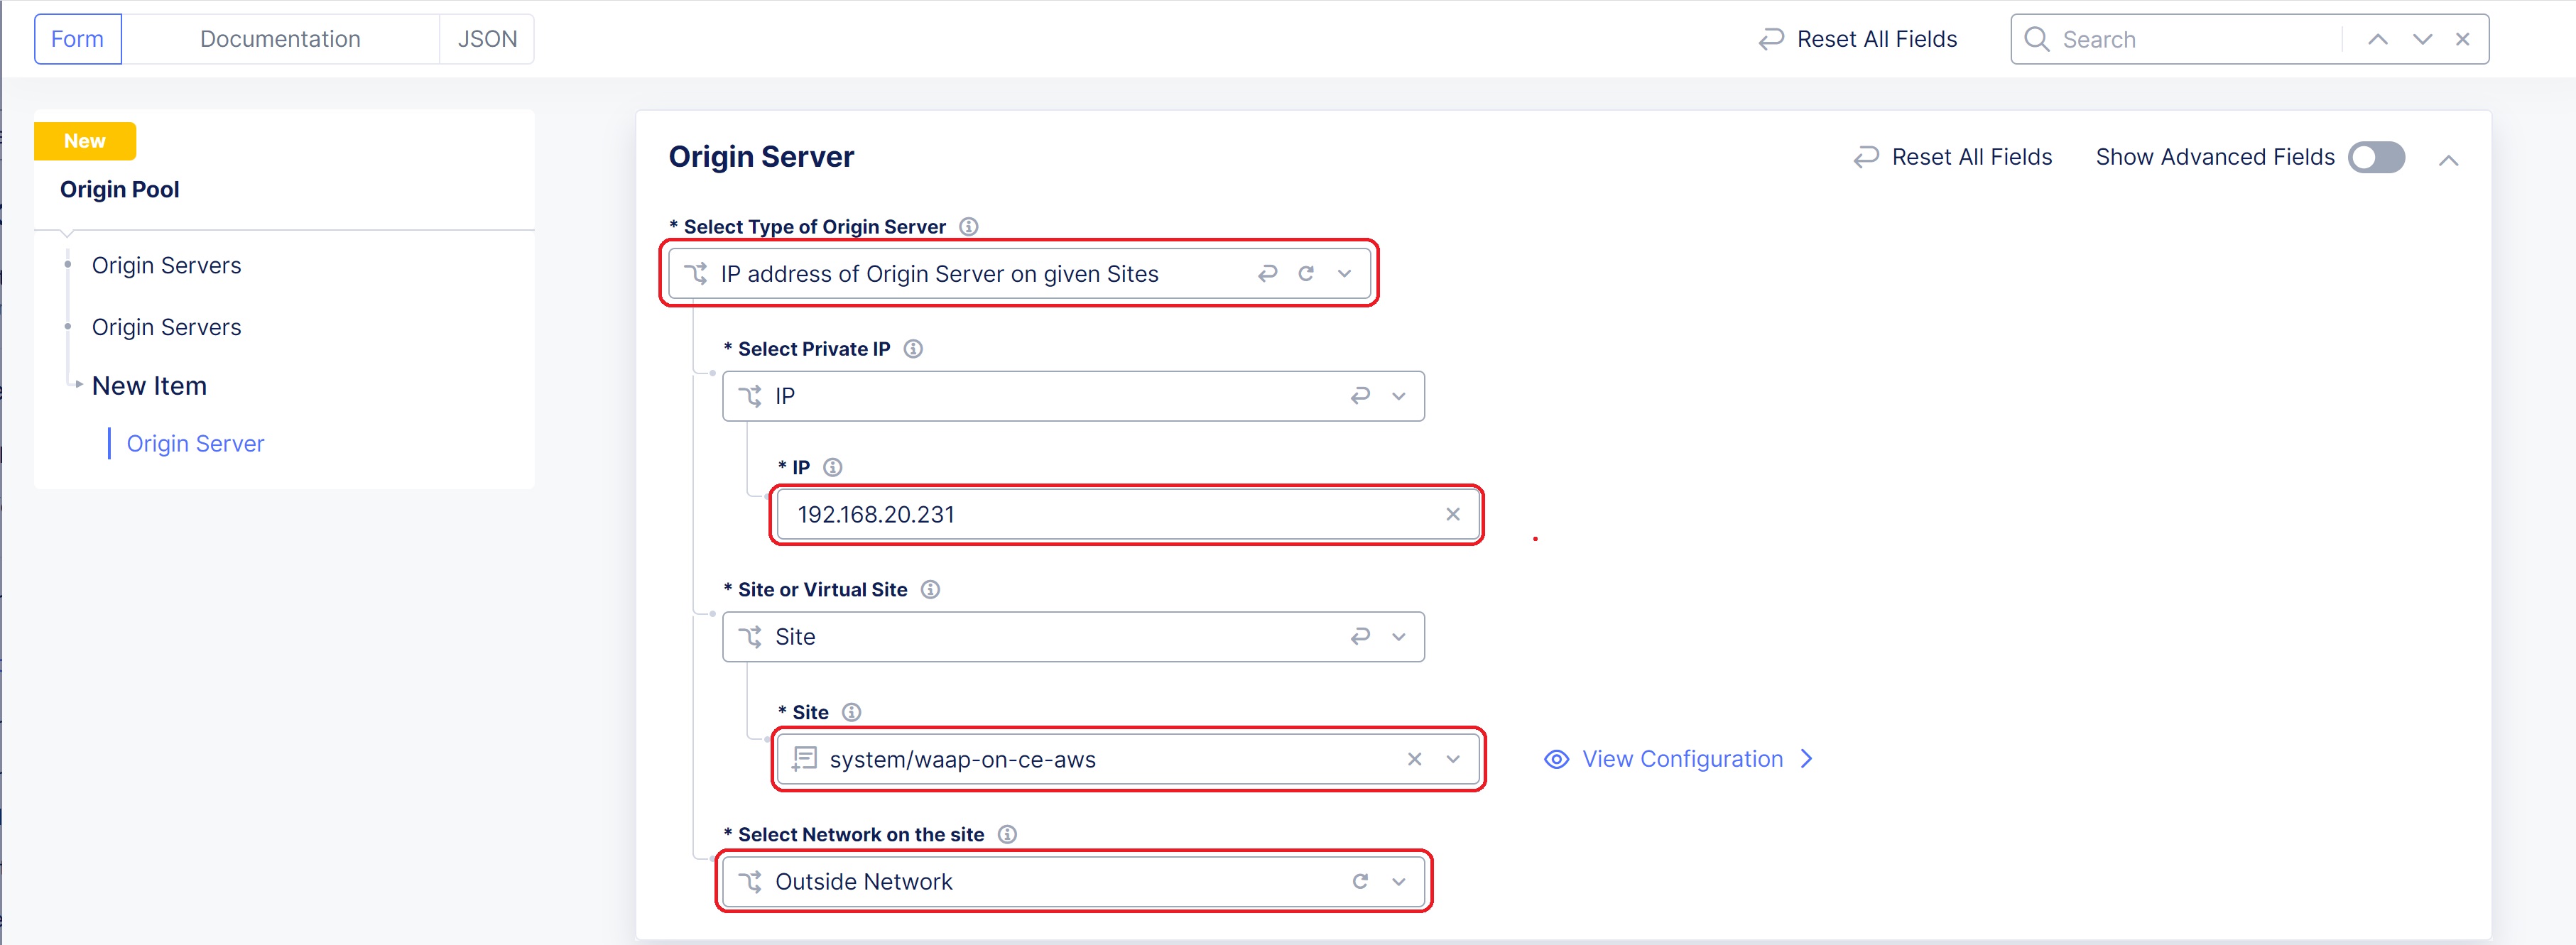 Form
Documentation
JSON
Reset All Fields
Search
New
Origin Pool
Origin Servers
Origin Servers
New Item
Origin Server
Origin Server
Reset All Fields
Show Advanced Fields
* Select Type of Origin Server
IP address of Origin Server on given Sites
* Select Private IP
IP
* IP
192.168.20.231
* Site or Virtual Site
Site
* Site
system/waap-on-ce-aws
View Configuration
* Select Network on the site
Outside Network